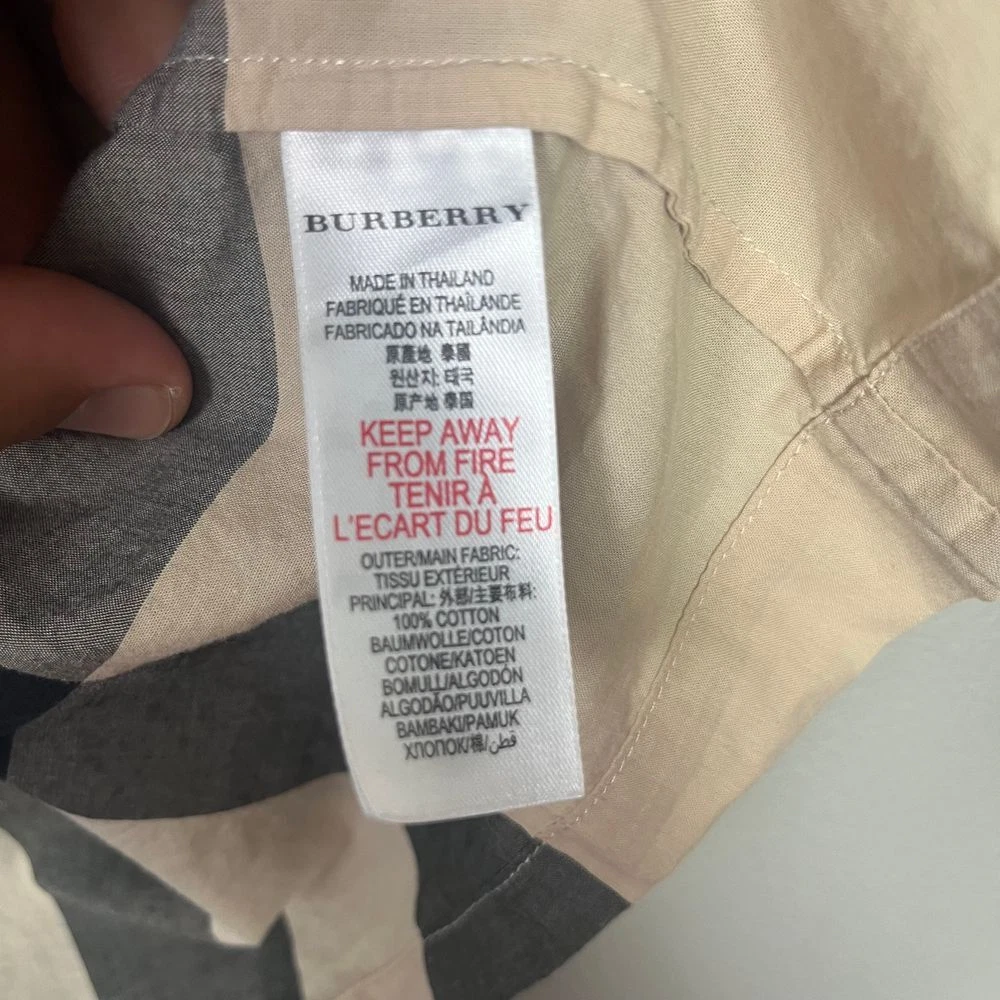 BURBERRY
MADE IN THAILAND
FABRIQUÉ EN THAÏLANDE
FABRICADO NA TAILÂNDIA
原產地 泰國
원산지: 태국
原产地 泰国
KEEP AWAY
FROM FIRE
TENIR À
L'ECART DU FEU
OUTER/MAIN FABRIC:
TISSU EXTÉRIEUR
PRINCIPAL: 外部/主要布料:
100% COTTON
BAUMWOLLE/COTON
COTONE/KATOEN
BOMULL/ALGODÓN
ALGODÃO/PUUVILLA
BAMBAKI/PAMUK
ХЛОПОК/棉/قطن